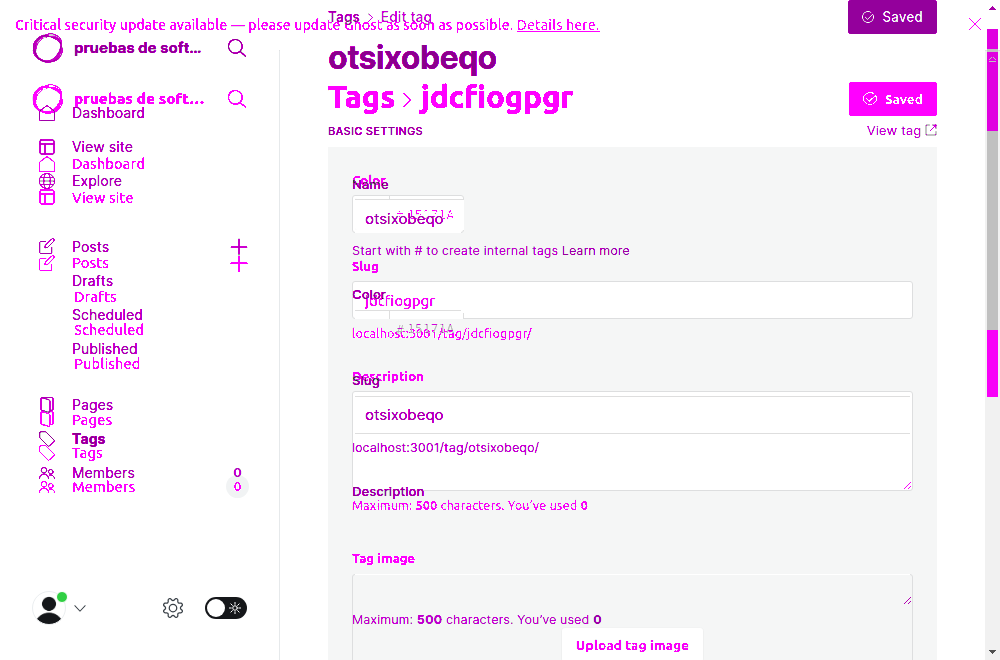 Tags > Edit tag
Saved
Critical security update available — please update Ghost as soon as possible. Details here.
pruebas de soft...
otsixobeqo
pruebas de soft...
Tags > jdcfiogpgr
Saved
Dashboard
BASIC SETTINGS
View tag
View site
Dashboard
Explore
View site
Color
Name
# 15171A
otsixobeqo
Posts
Posts
Start with # to create internal tags Learn more
Slug
Drafts
Drafts
Color
jdcfiogpgr
Scheduled
Scheduled
# 15171A
localhost:3001/tag/jdcfiogpgr/
Published
Published
Description
Slug
Pages
Pages
otsixobeqo
Tags
Tags
localhost:3001/tag/otsixobeqo/
Members 0
Members 0
Description
Maximum: 500 characters. You've used 0
Tag image
Maximum: 500 characters. You've used 0
Upload tag image